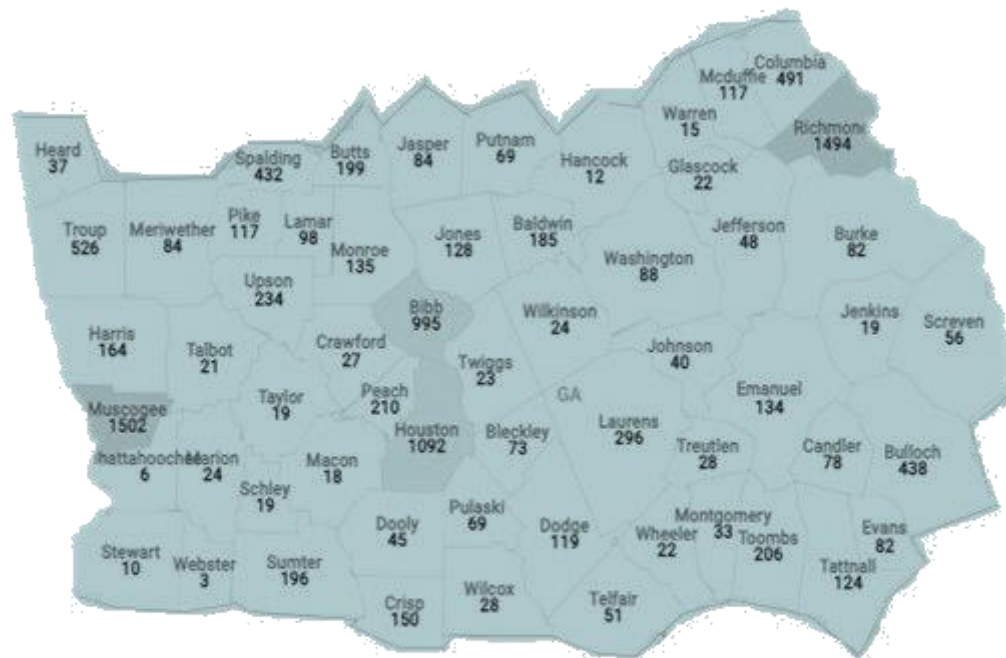 Columbia
491
Mcduffie
117
Warren
15
Richmon
1494
Heard
37
Spalding
432
Butts
199
Jasper
84
Putnam
69
Hancock
12
Glascock
22
Troup
526
Meriwether
84
Pike
117
Lamar
98
Monroe
135
Jones
128
Baldwin
185
Washington
88
Jefferson
48
Burke
82
Upson
234
Bibb
995
Wilkinson
24
Jenkins
19
Screven
56
Harris
164
Talbot
21
Crawford
27
Twiggs
23
Johnson
40
Peach
210
GA
Emanuel
134
Muscogee
1502
Taylor
19
Houston
1092
Bleckley
73
Laurens
296
Treutlen
28
Candler
78
Bulloch
438
hattahoochee
6
Marion
24
Macon
18
Schley
19
Dooly
45
Pulaski
69
Dodge
119
Wheeler
22
Montgomery
33
Toombs
206
Evans
82
Stewart
10
Webster
3
Sumter
196
Crisp
150
Wilcox
28
Telfair
51
Tattnall
124